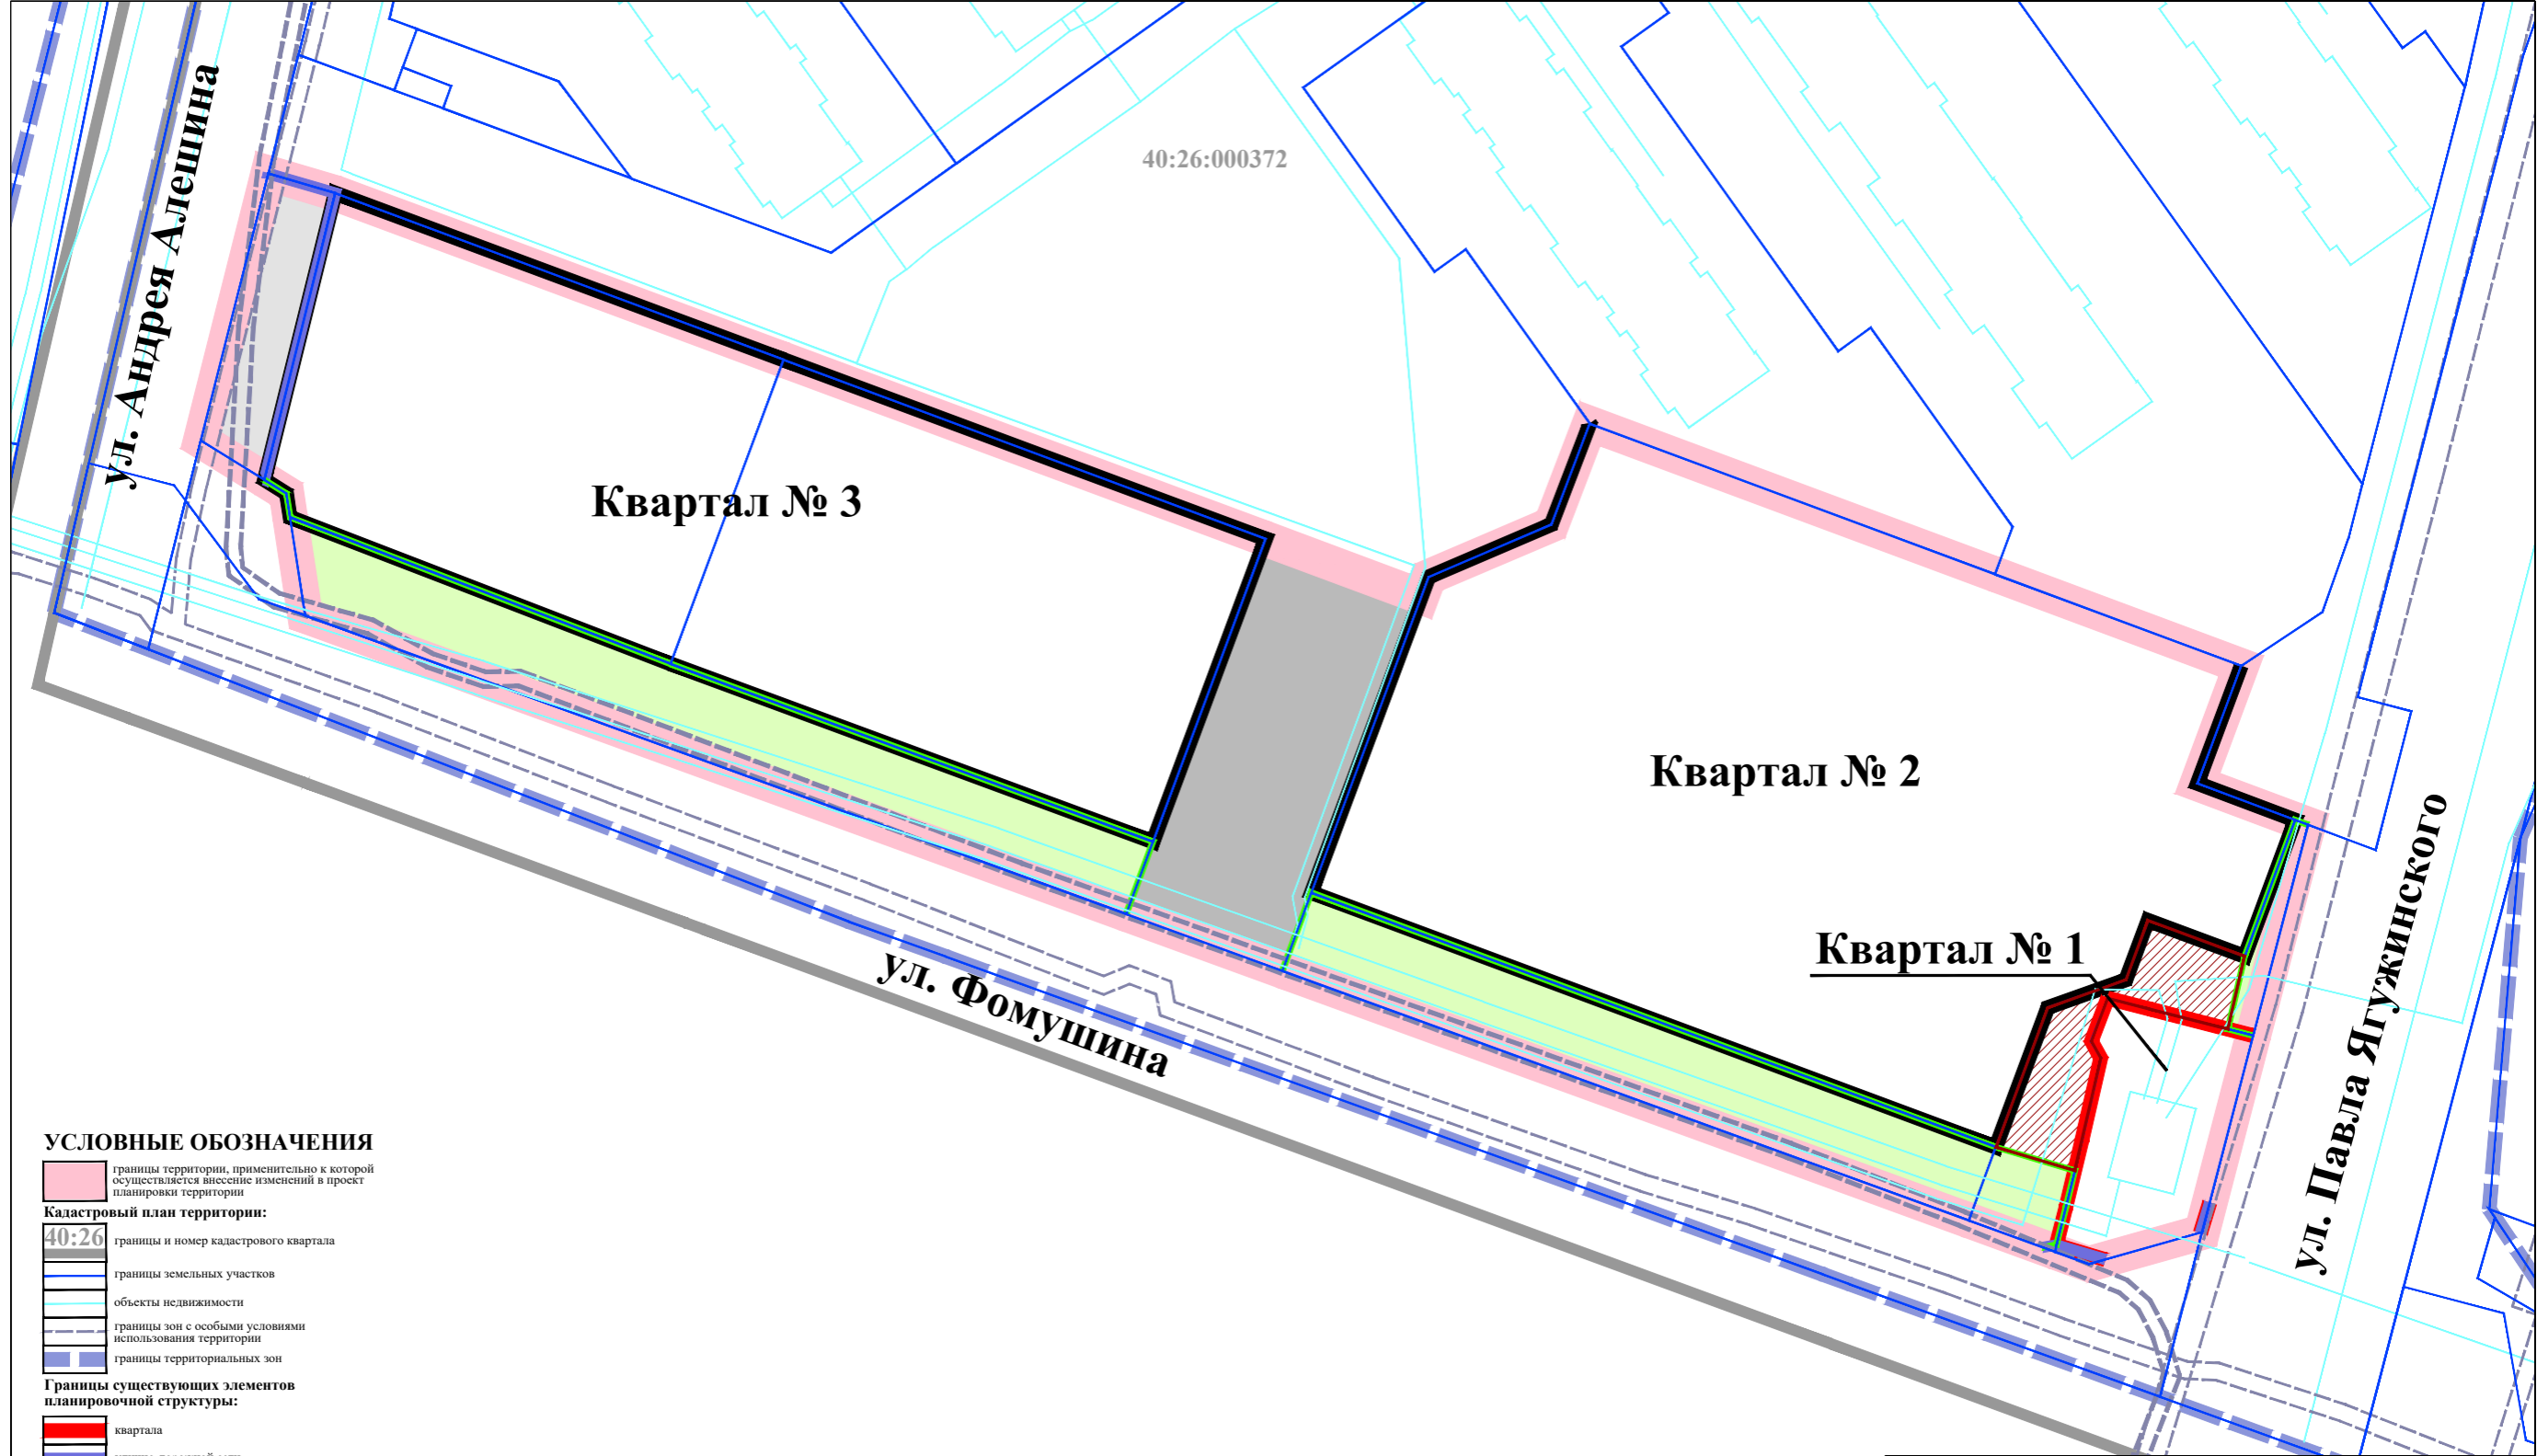 40:26:000372
ул. Андрея Алешина
Квартал № 3
Квартал № 2
Квартал № 1
ул. Фомушина
ул. Павла Ягужинского
УСЛОВНЫЕ ОБОЗНАЧЕНИЯ
границы территории, применительно к которой
осуществляется внесение изменений в проект
планировки территории
Кадастровый план территории:
40:26
границы и номер кадастрового квартала
границы земельных участков
объекты недвижимости
границы зон с особыми условиями
использования территории
границы территориальных зон
Границы существующих элементов
планировочной структуры:
квартала